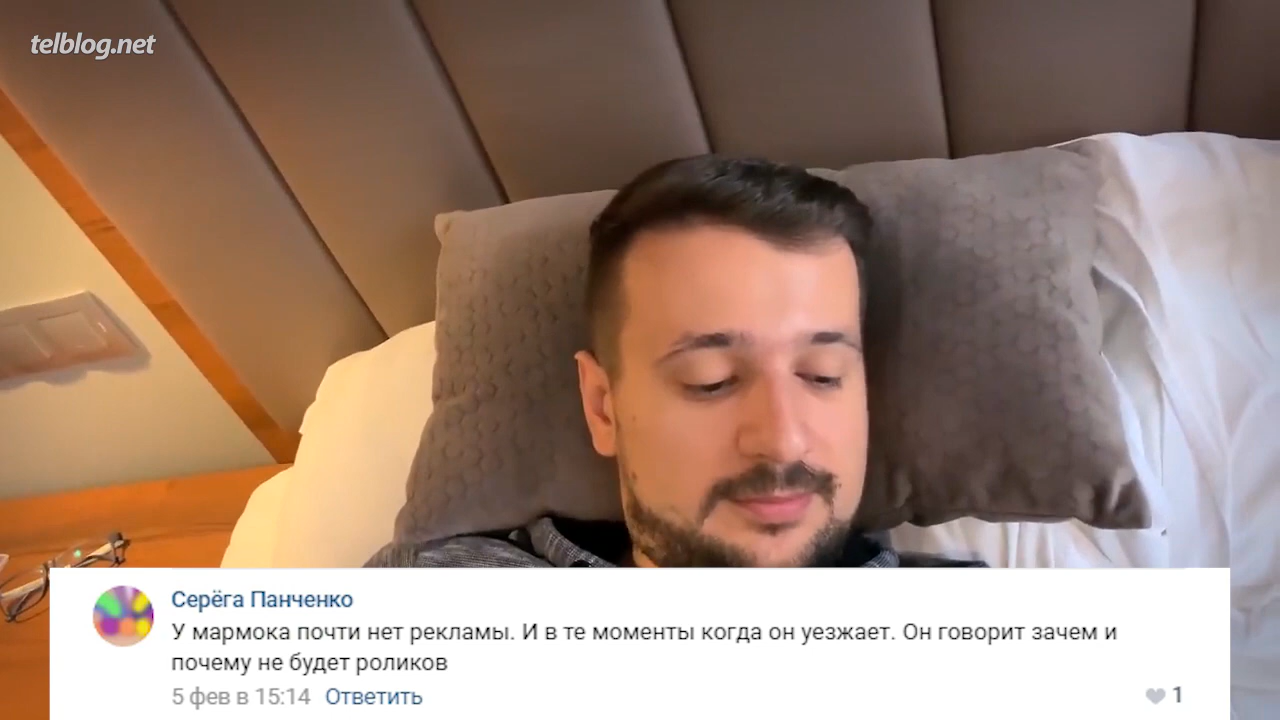 telblog.net
Серёга Панченко
У мармока почти нет рекламы. И в те моменты когда он уезжает. Он говорит зачем и
почему не будет роликов
5 фев в 15:14 Ответить
1